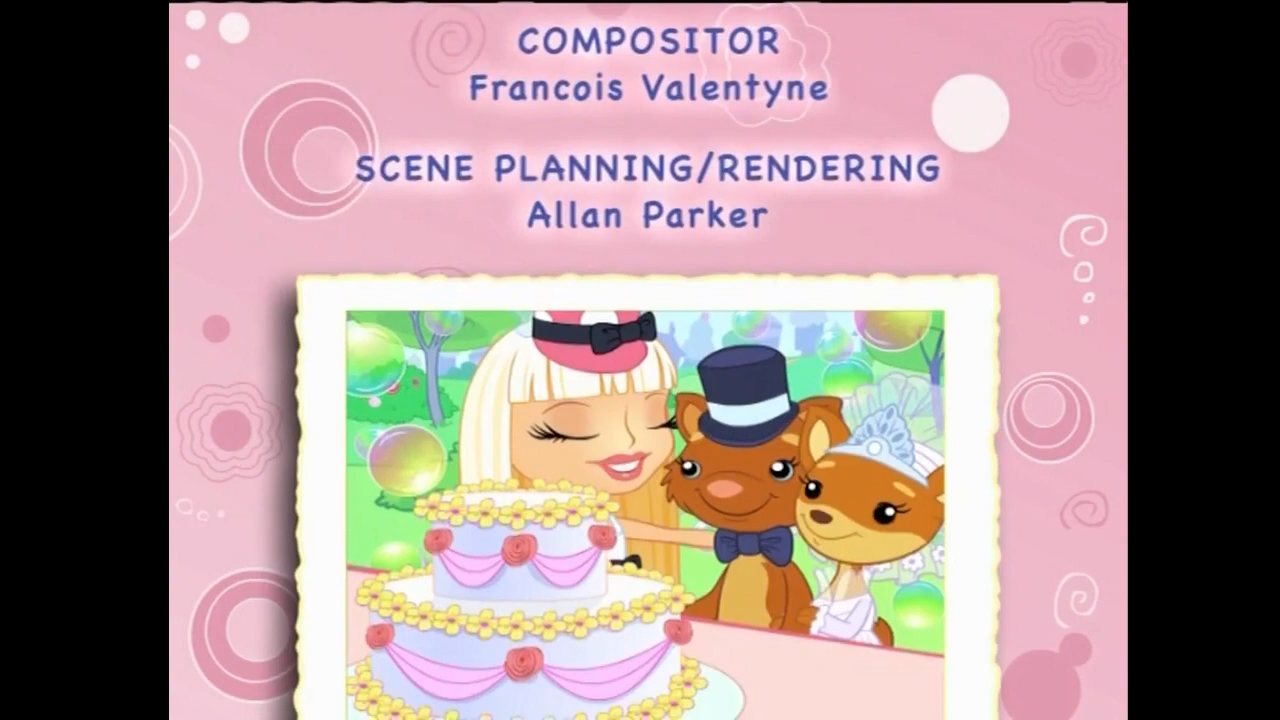 COMPOSITOR
Francois Valentyne
SCENE PLANNING/RENDERING
Allan Parker